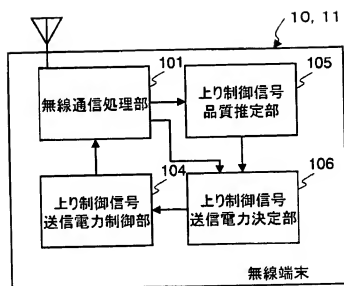 10, 11
101
無線通信処理部
105
上り制御信号
品質推定部
104
上り制御信号
送信電力制御部
106
上り制御信号
送信電力決定部
無線端末